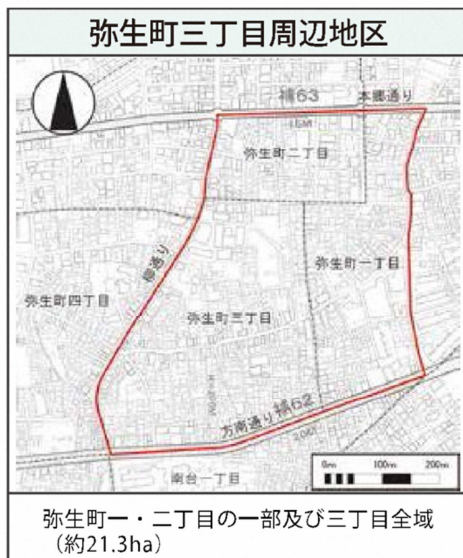 弥生町三丁目周辺地区
補63
本郷通り
弥生町二丁目
弥生町一丁目
柳通り
弥生町四丁目
弥生町三丁目
方南通り補62
南台一丁目
0m 100m 200m
弥生町一・二丁目の一部及び三丁目全域
（約21.3ha）